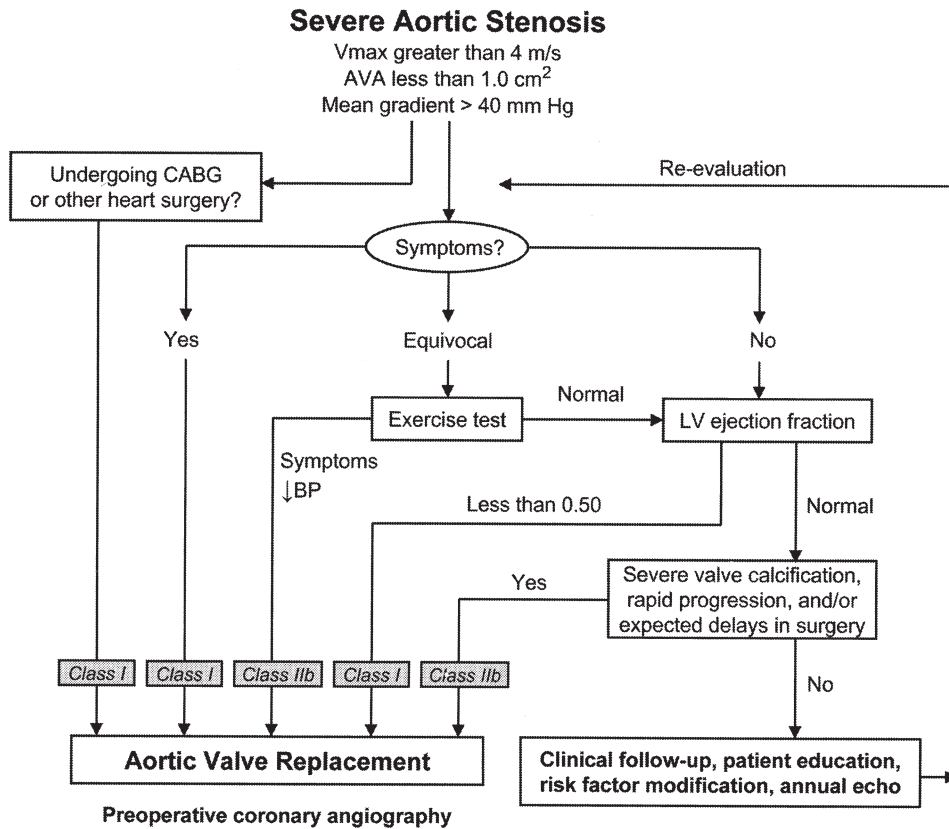 Severe Aortic Stenosis
Vmax greater than 4 m/s
AVA less than 1.0 cm²
Mean gradient > 40 mm Hg
Undergoing CABG
or other heart surgery?
Re-evaluation
Symptoms?
Yes
Equivocal
No
Exercise test
Normal
LV ejection fraction
Symptoms
↓BP
Less than 0.50
Normal
Severe valve calcification,
rapid progression, and/or
expected delays in surgery
Yes
No
Class I
Class I
Class IIb
Class I
Class IIb
Aortic Valve Replacement
Clinical follow-up, patient education,
risk factor modification, annual echo
Preoperative coronary angiography